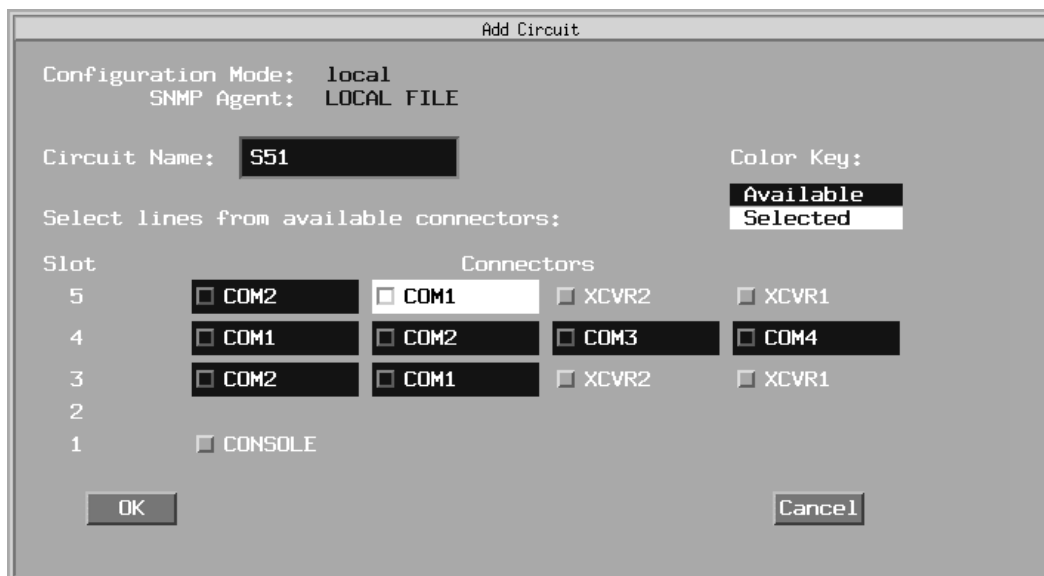 Add Circuit
Configuration Mode: local
SNMP Agent: LOCAL FILE
Circuit Name: S51
Color Key:
Available
Selected
Select lines from available connectors:
Slot Connectors
5 COM2 COM1 XCVR2 XCVR1
4 COM1 COM2 COM3 COM4
3 COM2 COM1 XCVR2 XCVR1
2
1 CONSOLE
OK Cancel